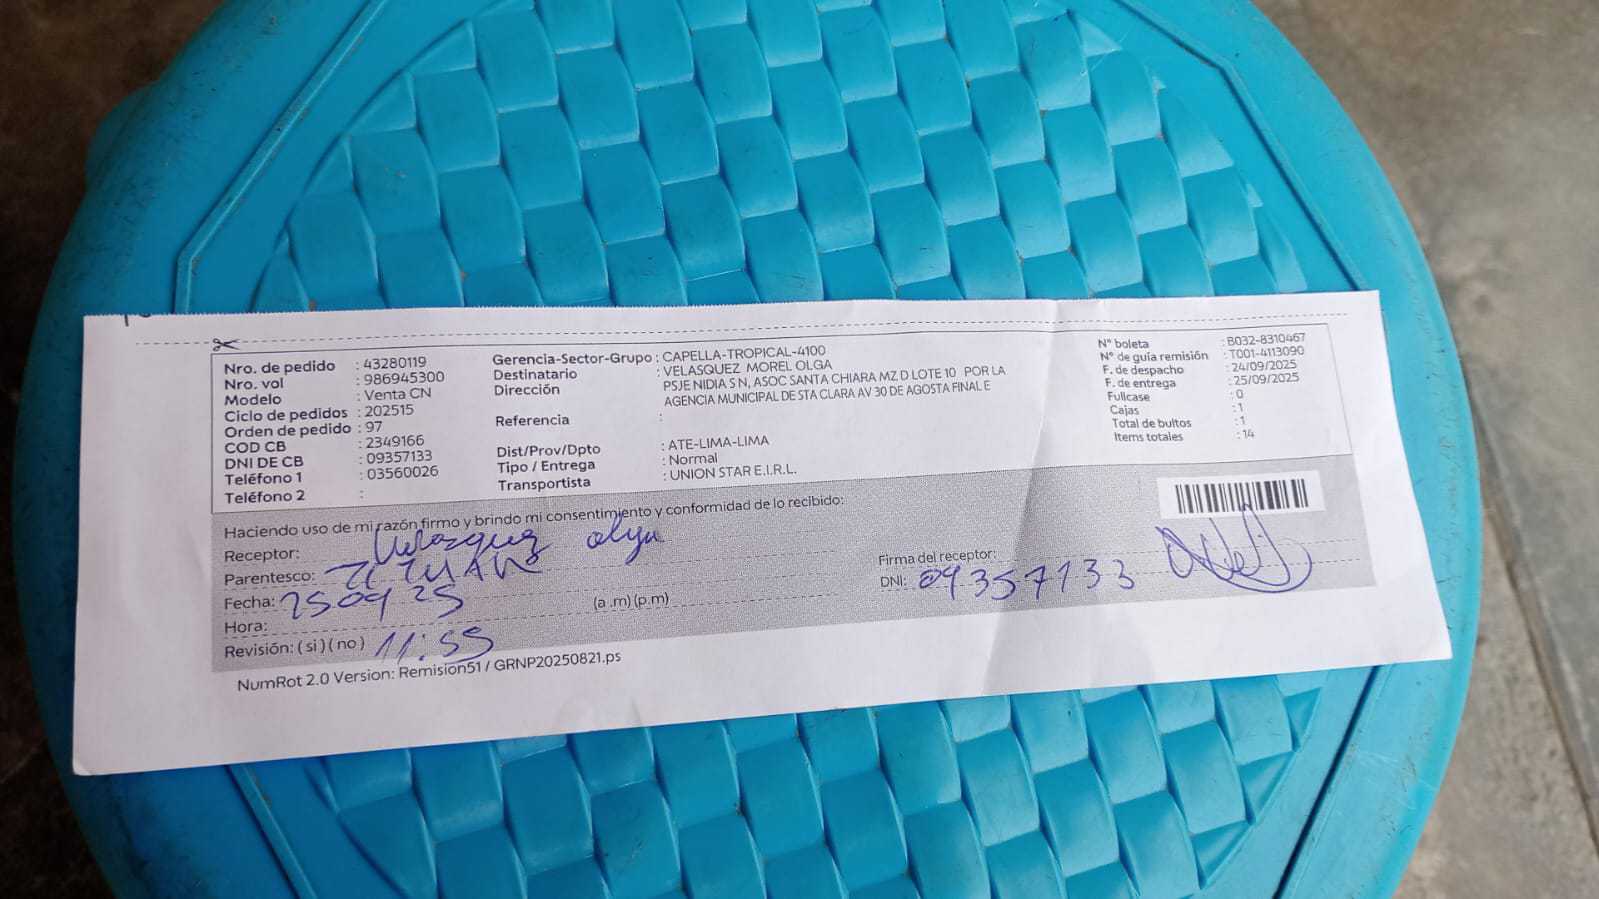 Nro. de pedido : 43280119
Nro. vol : 986945300
Modelo : Venta CN
Ciclo de pedidos : 202515
Orden de pedido : 97
COD CB : 2349166
DNI DE CB : 09357133
Teléfono 1 : 03560026
Teléfono 2 :
Gerencia-Sector-Grupo : CAPELLA-TROPICAL-4100
Destinatario : VELASQUEZ MOREL OLGA
Dirección PSJE NIDIA S N, ASOC SANTA CHIARA MZ D LOTE 10 POR LA
AGENCIA MUNICIPAL DE STA CLARA AV 30 DE AGOSTA FINAL E
Referencia :
Dist/Prov/Dpto : ATE-LIMA-LIMA
Tipo / Entrega : Normal
Transportista : UNION STAR E.I.R.L.
N° boleta : B032-8310467
N° de guía remisión : T001-4113090
F. de despacho : 24/09/2025
F. de entrega : 25/09/2025
Fullcase : 0
Cajas : 1
Total de bultos : 1
Items totales : 14
Haciendo uso de mi razón firmo y brindo mi consentimiento y conformidad de lo recibido:
Receptor: Velazquez olga
Parentesco:
Fecha: 25 09 25
Hora: (a .m) (p.m)
Revisión: ( si ) ( no ) 11:55
Firma del receptor:
DNI: 09357133
NumRot 2.0 Version: Remision51 / GRNP20250821.ps